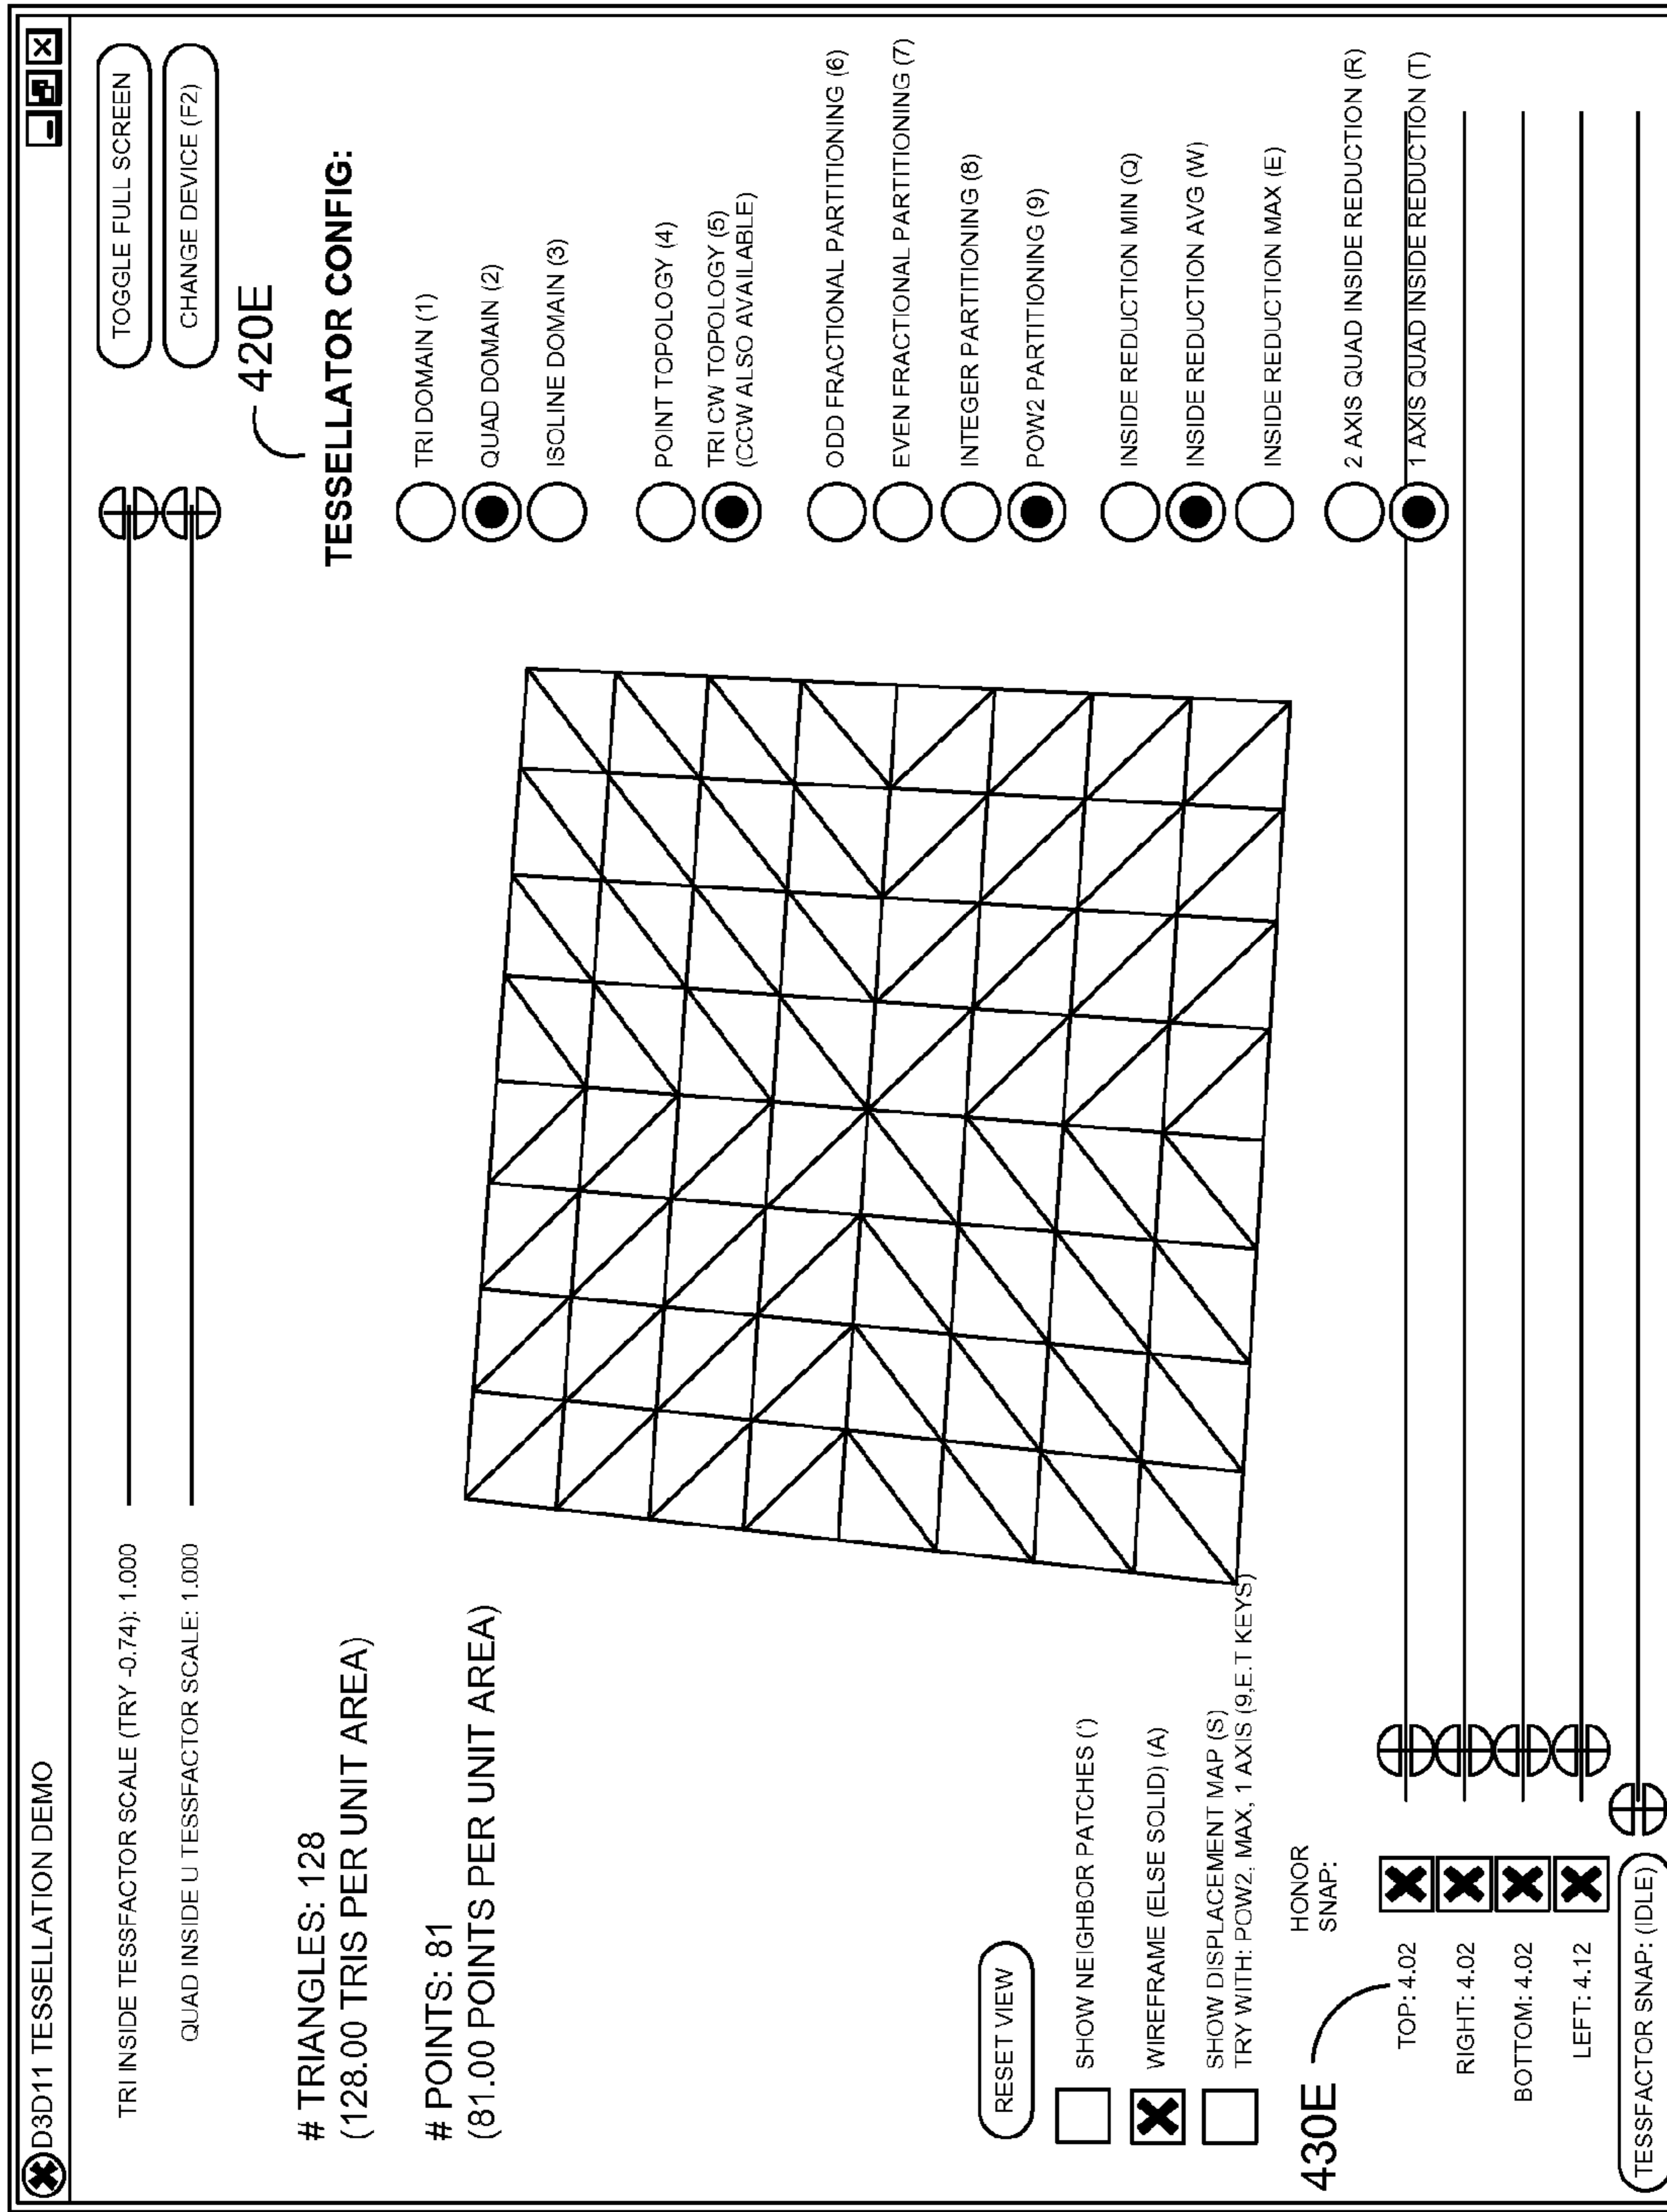 D3D11 TESSELLATION DEMO
TRI INSIDE TESSFACTOR SCALE (TRY -0.74): 1.000
TOGGLE FULL SCREEN
QUAD INSIDE U TESSFACTOR SCALE: 1.000
CHANGE DEVICE (F2)
420E
# TRIANGLES: 128
(128.00 TRIS PER UNIT AREA)
# POINTS: 81
(81.00 POINTS PER UNIT AREA)
TESSELLATOR CONFIG:
TRI DOMAIN (1)
QUAD DOMAIN (2)
ISOLINE DOMAIN (3)
POINT TOPOLOGY (4)
TRI CW TOPOLOGY (5)
(CCW ALSO AVAILABLE)
ODD FRACTIONAL PARTITIONING (6)
EVEN FRACTIONAL PARTITIONING (7)
INTEGER PARTITIONING (8)
POW2 PARTITIONING (9)
INSIDE REDUCTION MIN (Q)
INSIDE REDUCTION AVG (W)
INSIDE REDUCTION MAX (E)
2 AXIS QUAD INSIDE REDUCTION (R)
1 AXIS QUAD INSIDE REDUCTION (T)
RESET VIEW
SHOW NEIGHBOR PATCHES (')
WIREFRAME (ELSE SOLID) (A)
SHOW DISPLACEMENT MAP (S)
TRY WITH: POW2, MAX, 1 AXIS (9,E.T KEYS)
430E
HONOR
SNAP:
TOP: 4.02
RIGHT: 4.02
BOTTOM: 4.02
LEFT: 4.12
TESSFACTOR SNAP: (IDLE)